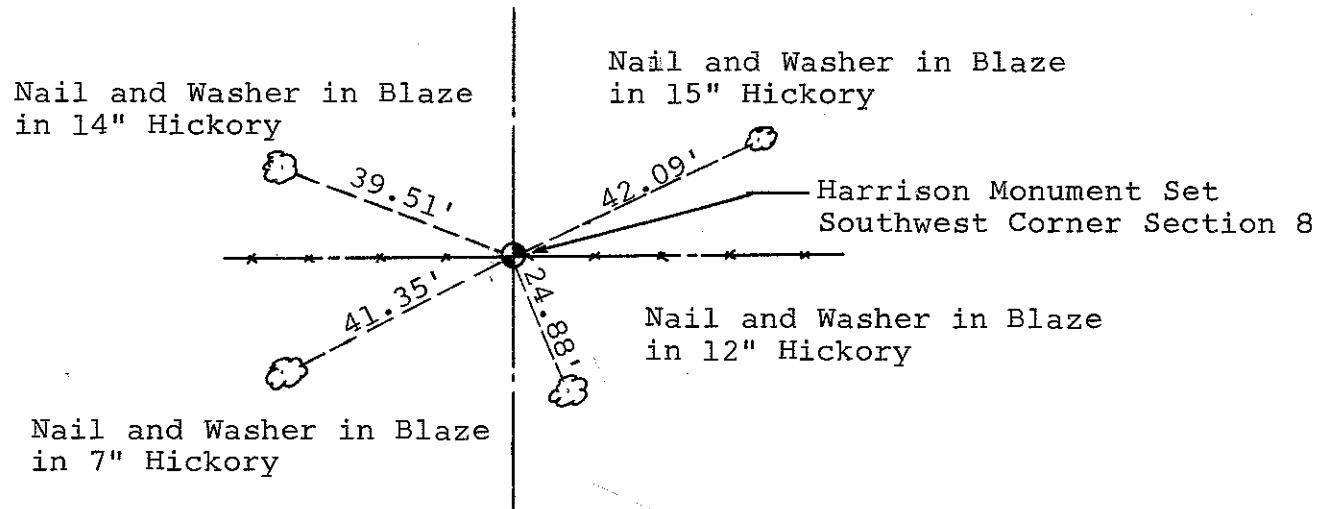 Nail and Washer in Blaze
in 15" Hickory
Nail and Washer in Blaze
in 14" Hickory
39.51'
42.09'
Harrison Monument Set
Southwest Corner Section 8
41.35'
24.88'
Nail and Washer in Blaze
in 12" Hickory
Nail and Washer in Blaze
in 7" Hickory